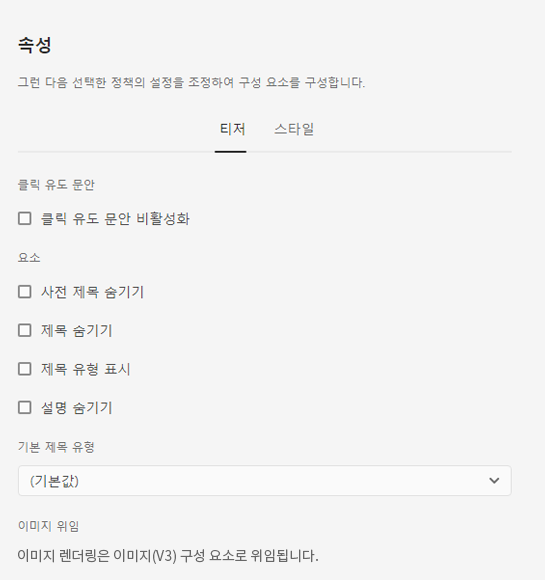 속성
그런 다음 선택한 정책의 설정을 조정하여 구성 요소를 구성합니다.
티저 스타일
클릭 유도 문안
클릭 유도 문안 비활성화
요소
사전 제목 숨기기
제목 숨기기
제목 유형 표시
설명 숨기기
기본 제목 유형
(기본값)
이미지 위임
이미지 렌더링은 이미지(V3) 구성 요소로 위임됩니다.